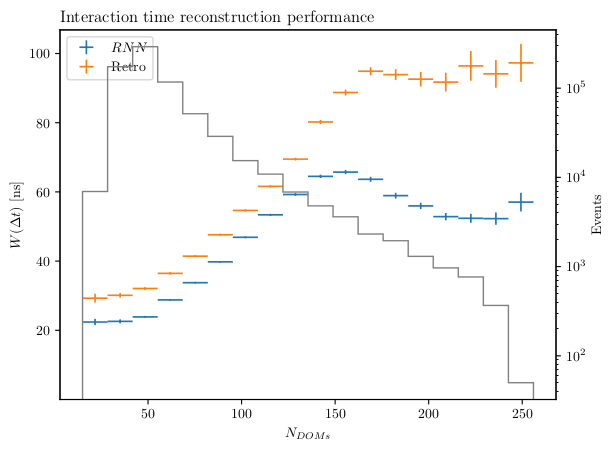 Interaction time reconstruction performance
RNN
Retro
100
80
60
40
20
W(Δt) [ns]
10^5
10^4
10^3
10^2
Events
50
100
150
200
250
N_DOMs